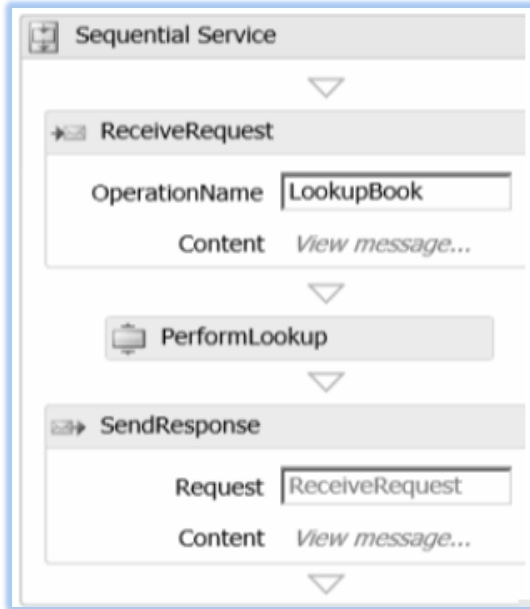 Sequential Service
ReceiveRequest
OperationName LookupBook
Content View message...
PerformLookup
SendResponse
Request ReceiveRequest
Content View message...